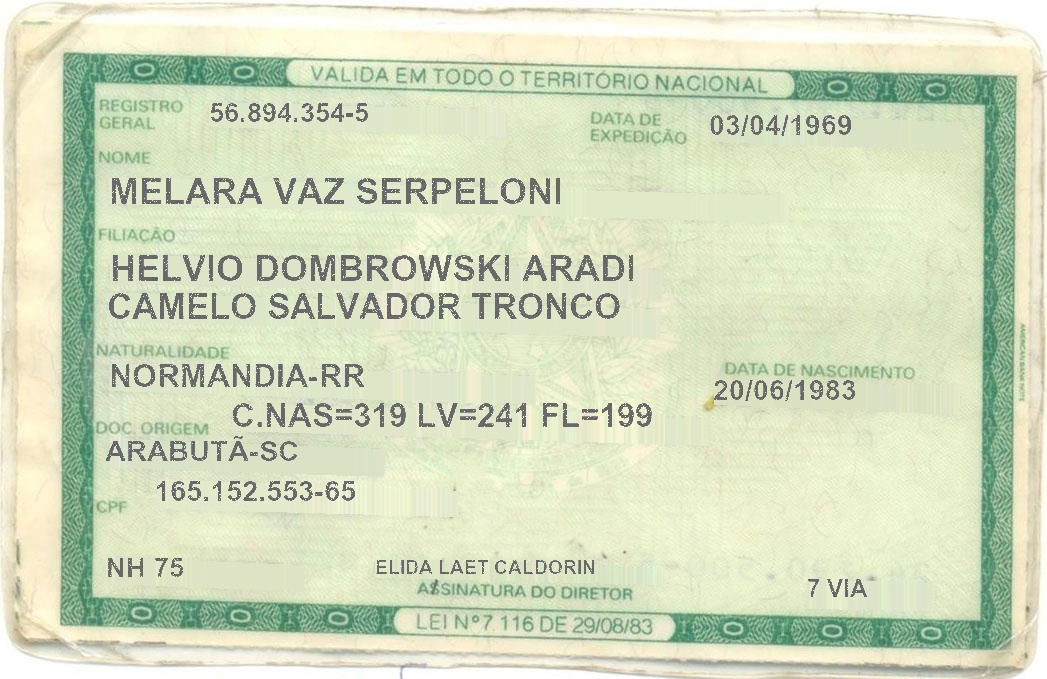 VALIDA EM TODO O TERRITÓRIO NACIONAL
REGISTRO GERAL 56.894.354-5 DATA DE EXPEDIÇÃO 03/04/1969
NOME
MELARA VAZ SERPELONI
FILIAÇÃO
HELVIO DOMBROWSKI ARADI
CAMELO SALVADOR TRONCO
NATURALIDADE DATA DE NASCIMENTO
NORMANDIA-RR 20/06/1983
C.NAS=319 LV=241 FL=199
DOC. ORIGEM
ARABUTÃ-SC
165.152.553-65
CPF
NH 75 ELIDA LAET CALDORIN 7 VIA
ASSINATURA DO DIRETOR
LEI Nº 7.116 DE 29/08/83